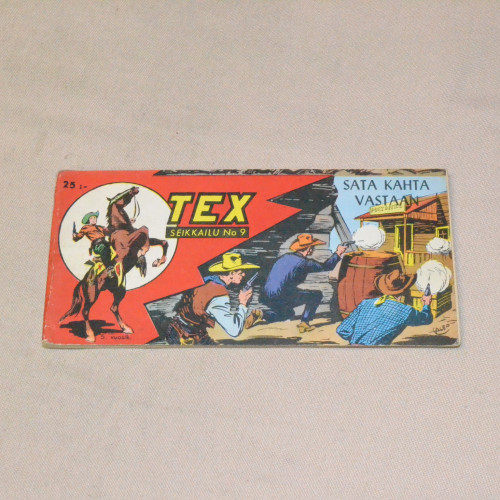 25:-
TEX
SEIKKAILU No 9
SATA KAHTA
VASTAAN